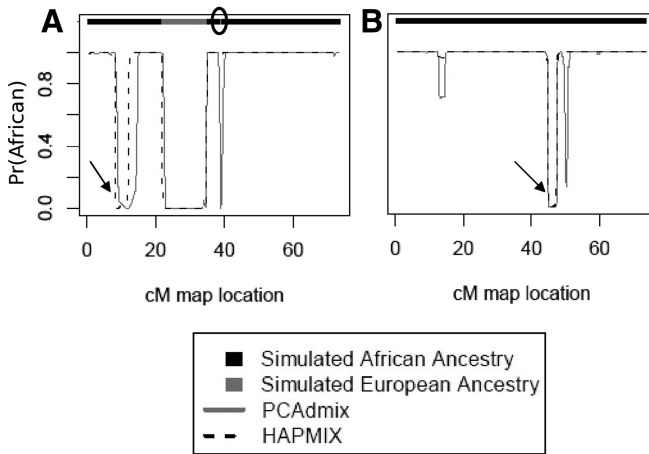 A
B
Pr(African)
0.8
0.4
0.0
0 20 40 60
0 20 40 60
cM map location
cM map location
Simulated African Ancestry
Simulated European Ancestry
PCAdmix
HAPMIX